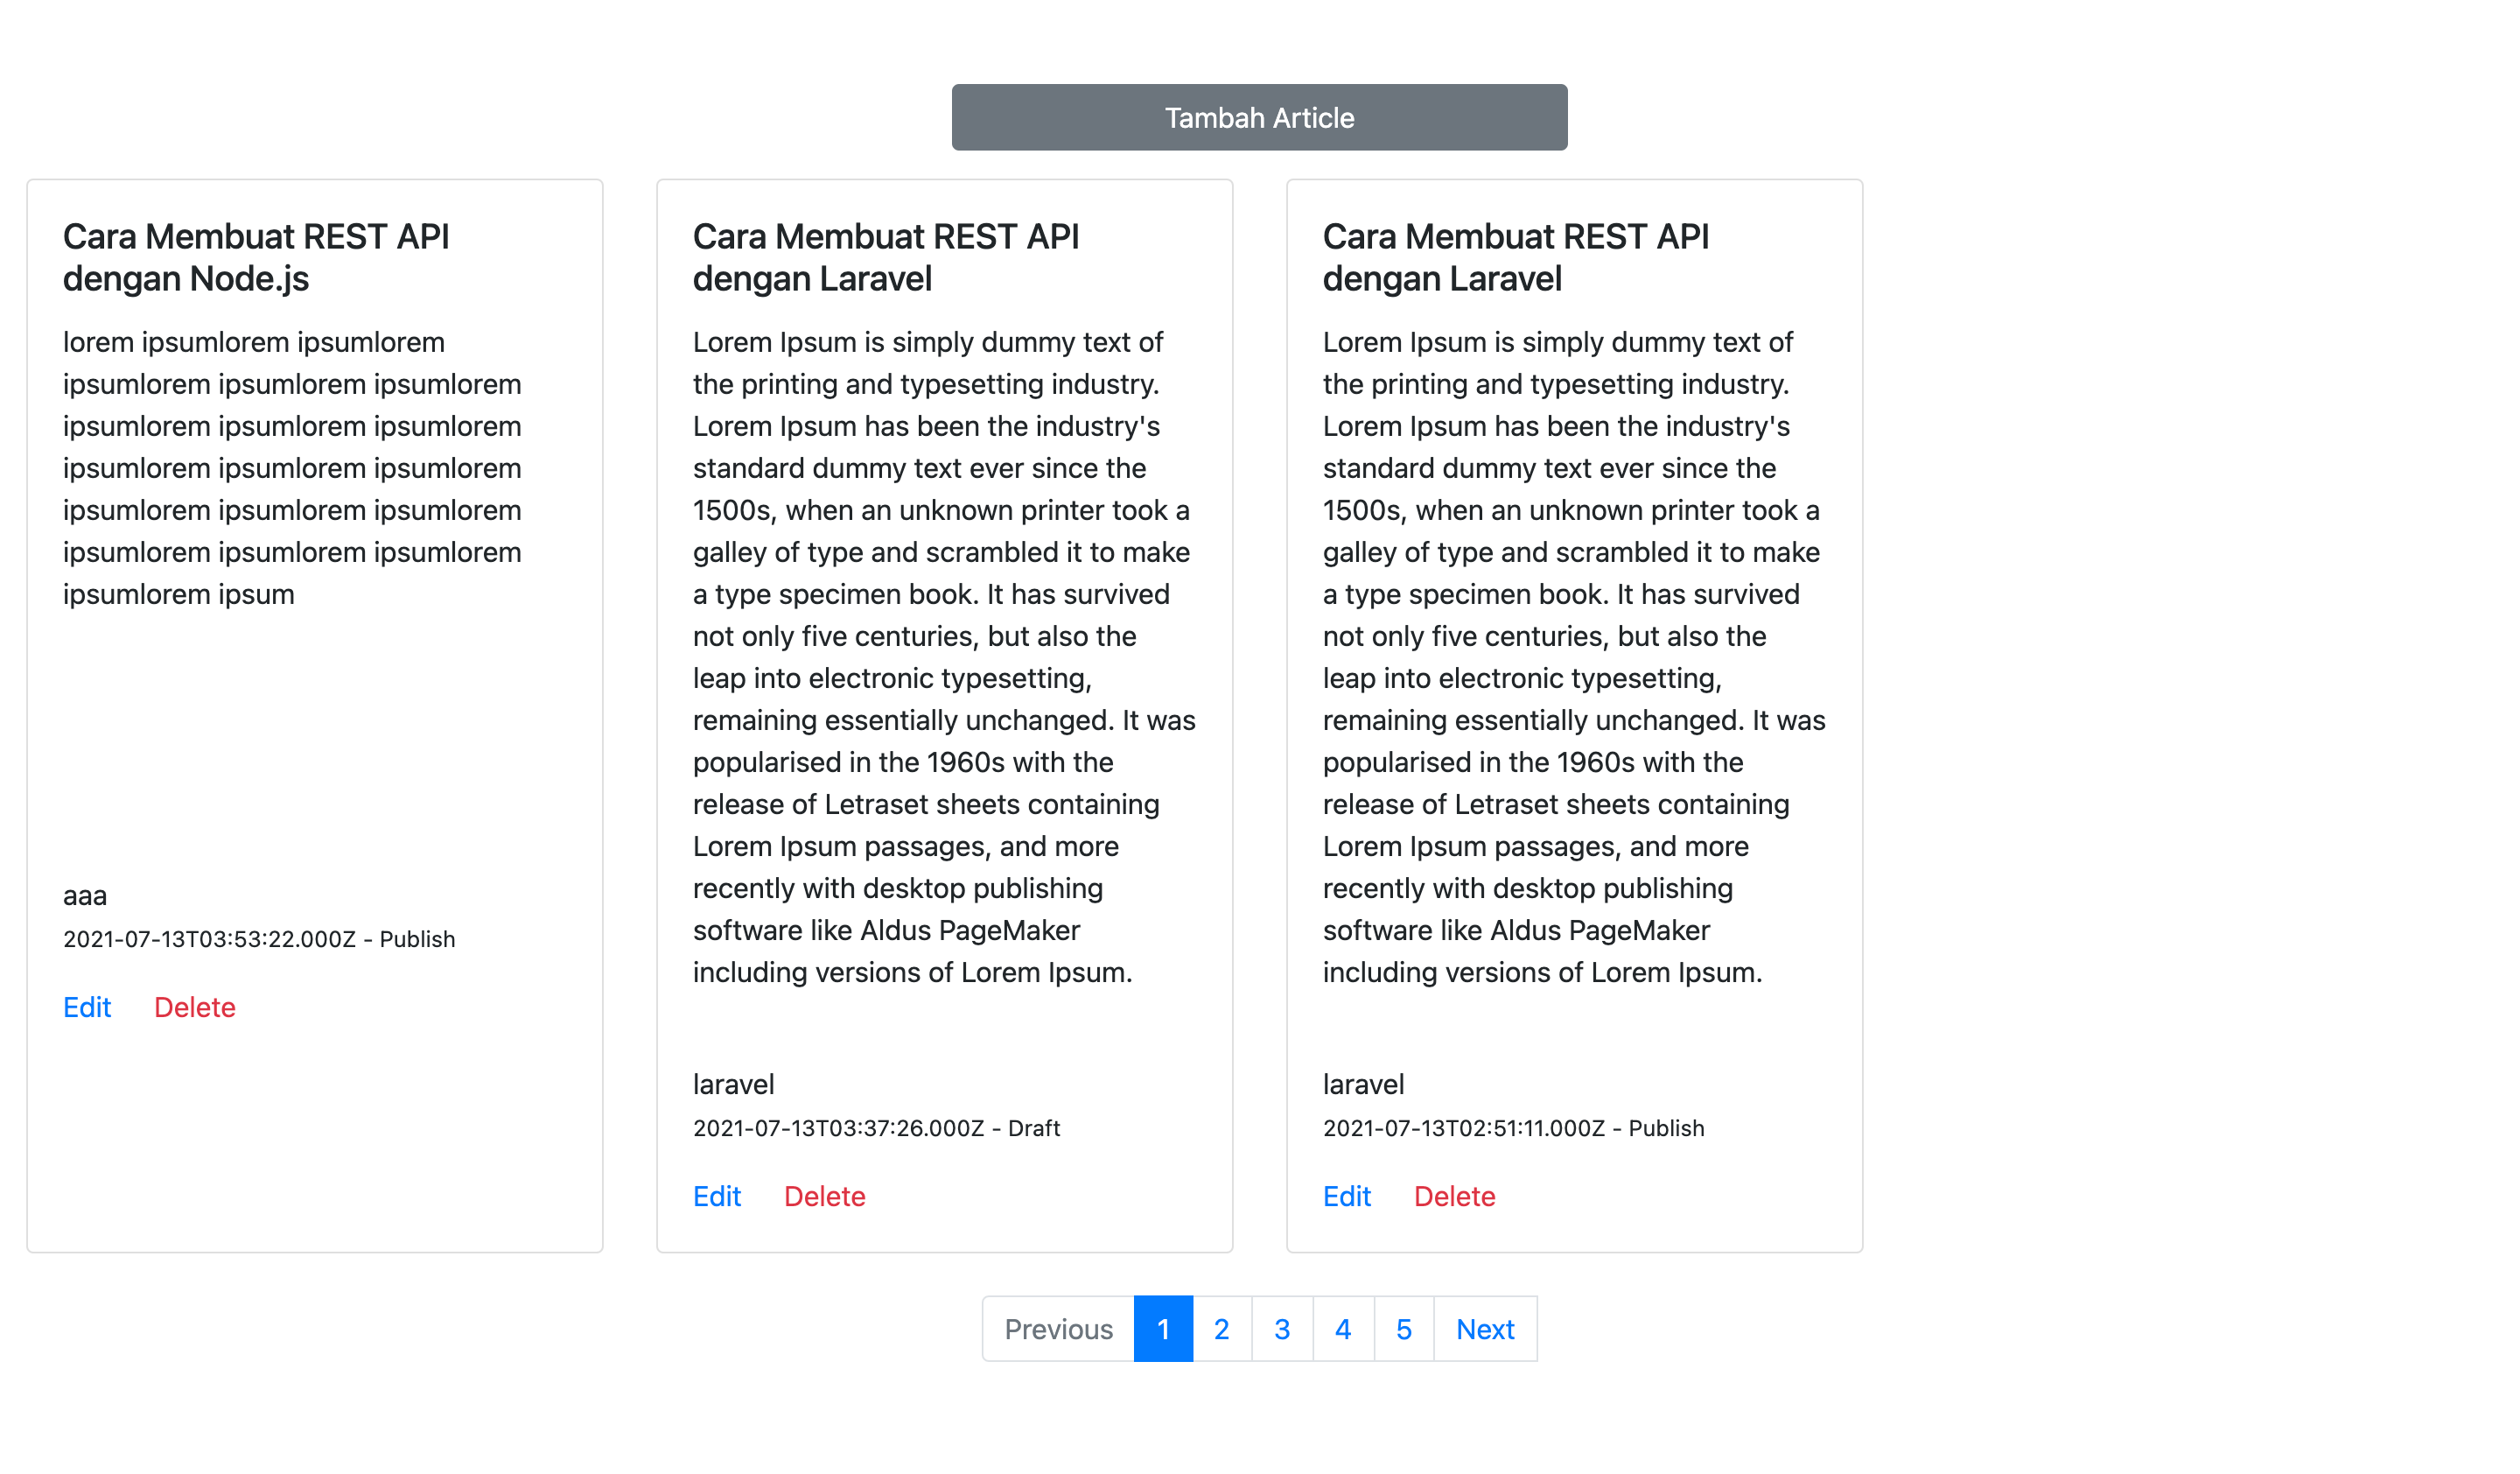 Tambah Article
Cara Membuat REST API
dengan Node.js
lorem ipsumlorem ipsumlorem
ipsumlorem ipsumlorem ipsumlorem
ipsumlorem ipsumlorem ipsumlorem
ipsumlorem ipsumlorem ipsumlorem
ipsumlorem ipsumlorem ipsumlorem
ipsumlorem ipsumlorem ipsumlorem
ipsumlorem ipsum
aaa
2021-07-13T03:53:22.000Z - Publish
Edit Delete
Cara Membuat REST API
dengan Laravel
Lorem Ipsum is simply dummy text of
the printing and typesetting industry.
Lorem Ipsum has been the industry's
standard dummy text ever since the
1500s, when an unknown printer took a
galley of type and scrambled it to make
a type specimen book. It has survived
not only five centuries, but also the
leap into electronic typesetting,
remaining essentially unchanged. It was
popularised in the 1960s with the
release of Letraset sheets containing
Lorem Ipsum passages, and more
recently with desktop publishing
software like Aldus PageMaker
including versions of Lorem Ipsum.
laravel
2021-07-13T03:37:26.000Z - Draft
Edit Delete
Cara Membuat REST API
dengan Laravel
Lorem Ipsum is simply dummy text of
the printing and typesetting industry.
Lorem Ipsum has been the industry's
standard dummy text ever since the
1500s, when an unknown printer took a
galley of type and scrambled it to make
a type specimen book. It has survived
not only five centuries, but also the
leap into electronic typesetting,
remaining essentially unchanged. It was
popularised in the 1960s with the
release of Letraset sheets containing
Lorem Ipsum passages, and more
recently with desktop publishing
software like Aldus PageMaker
including versions of Lorem Ipsum.
laravel
2021-07-13T02:51:11.000Z - Publish
Edit Delete
Previous 1 2 3 4 5 Next